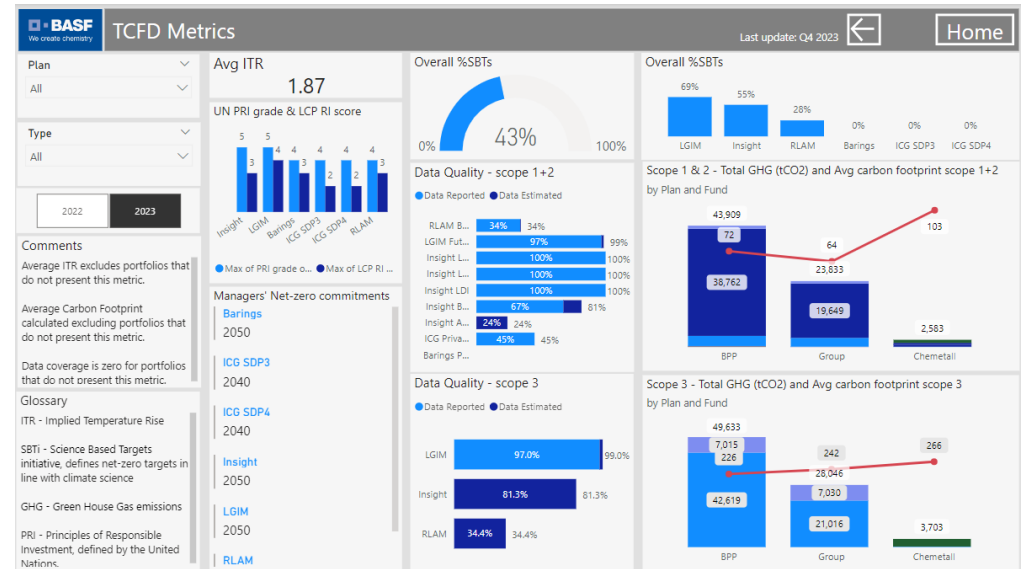 BASF
We create chemistry
TCFD Metrics
Last update: Q4 2023
Home
Plan
All
Type
All
2022
2023
Comments
Average ITR excludes portfolios that
do not present this metric.
Average Carbon Footprint
calculated excluding portfolios that
do not present this metric.
Data coverage is zero for portfolios
that do not present this metric.
Glossary
ITR - Implied Temperature Rise
SBTi - Science Based Targets
initiative, defines net-zero targets in
line with climate science
GHG - Green House Gas emissions
PRI - Principles of Responsible
Investment, defined by the United
Nations.
Avg ITR
1.87
UN PRI grade & LCP RI score
5 5 4 4 4 4
3 4 3 2 2 3
Insight LGIM Barings ICG SDP3 ICG SDP4 RLAM
Max of PRI grade o... Max of LCP RI ...
Managers' Net-zero commitments
Barings
2050
ICG SDP3
2040
ICG SDP4
2040
Insight
2050
LGIM
2050
RLAM
Overall %SBTs
0% 43% 100%
Data Quality - scope 1+2
Data Reported Data Estimated
RLAM B... 34% 34%
LGIM Fut... 97% 99%
Insight L... 100% 100%
Insight L... 100% 100%
Insight LDI 100% 100%
Insight B... 67% 81%
Insight A... 24% 24%
ICG Priva... 45% 45%
Barings P...
Data Quality - scope 3
Data Reported Data Estimated
LGIM 97.0% 99.0%
Insight 81.3% 81.3%
RLAM 34.4% 34.4%
Overall %SBTs
69% 55% 28% 0% 0% 0%
LGIM Insight RLAM Barings ICG SDP3 ICG SDP4
Scope 1 & 2 - Total GHG (tCO2) and Avg carbon footprint scope 1+2
by Plan and Fund
43,909
72
38,762
64
23,833
19,649
103
2,583
BPP Group Chemetall
Scope 3 - Total GHG (tCO2) and Avg carbon footprint scope 3
by Plan and Fund
49,633
7,015
226
42,619
242
28,046
7,030
21,016
266
3,703
BPP Group Chemetall